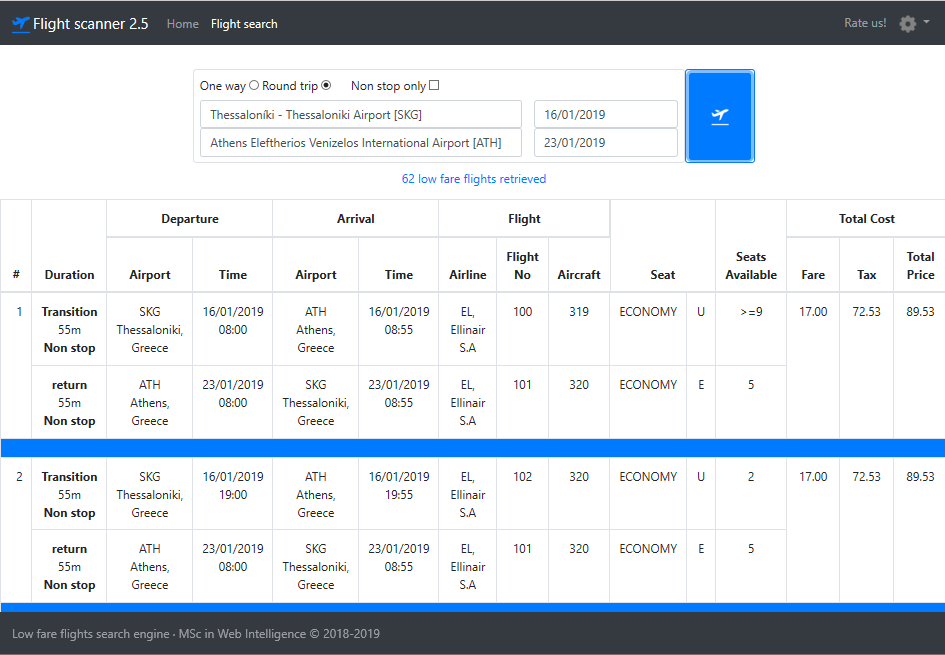 Flight scanner 2.5 Home Flight search Rate us!
One way Round trip Non stop only
Thessaloníki - Thessaloniki Airport [SKG] 16/01/2019
Athens Eleftherios Venizelos International Airport [ATH] 23/01/2019
62 low fare flights retrieved
Departure Arrival Flight Total Cost
# Duration Airport Time Airport Time Airline Flight No Aircraft Seat Seats Available Fare Tax Total Price
1 Transition SKG 16/01/2019 ATH 16/01/2019 EL, 100 319 ECONOMY U >=9 17.00 72.53 89.53
55m Thessaloniki, 08:00 Athens, 08:55 Ellinair
Non stop Greece Greece S.A
return ATH 23/01/2019 SKG 23/01/2019 EL, 101 320 ECONOMY E 5
55m Athens, 08:00 Thessaloniki, 08:55 Ellinair
Non stop Greece Greece S.A
2 Transition SKG 16/01/2019 ATH 16/01/2019 EL, 102 320 ECONOMY U 2 17.00 72.53 89.53
55m Thessaloniki, 19:00 Athens, 19:55 Ellinair
Non stop Greece Greece S.A
return ATH 23/01/2019 SKG 23/01/2019 EL, 101 320 ECONOMY E 5
55m Athens, 08:00 Thessaloniki, 08:55 Ellinair
Non stop Greece Greece S.A
Low fare flights search engine · MSc in Web Intelligence © 2018-2019